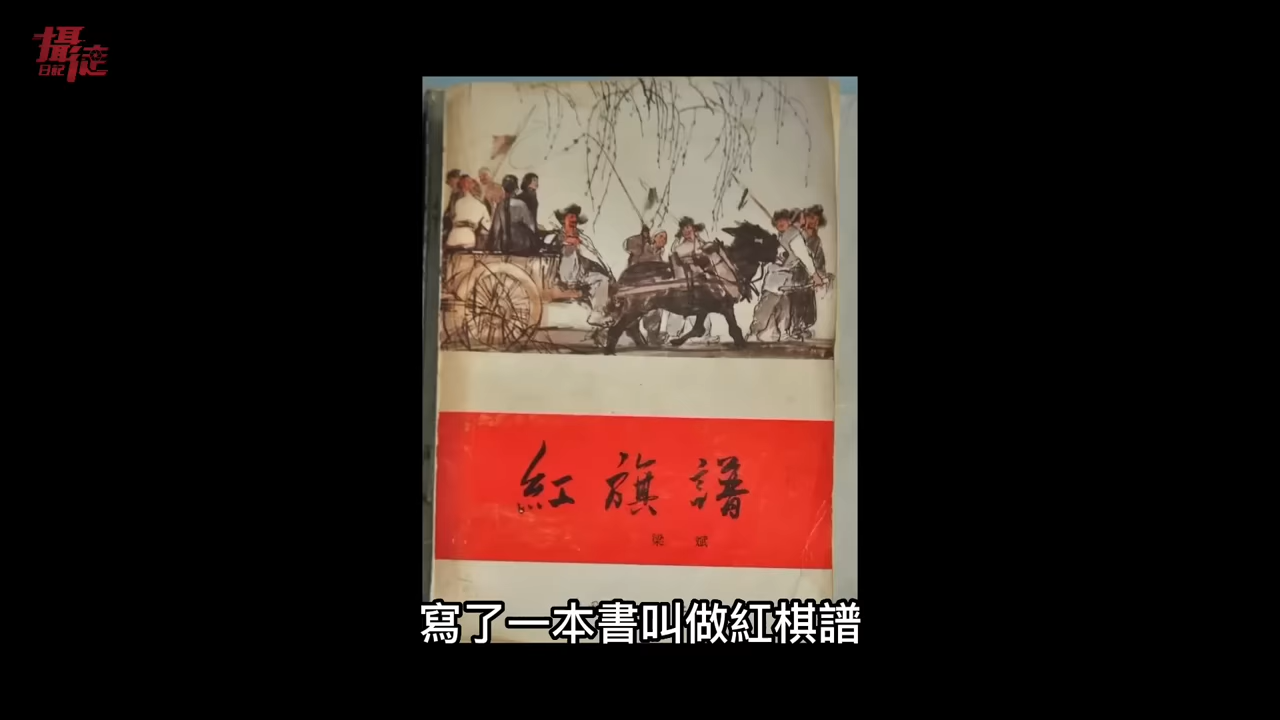 攝徒
日記
紅旗譜
梁斌
寫了一本書叫做紅棋譜